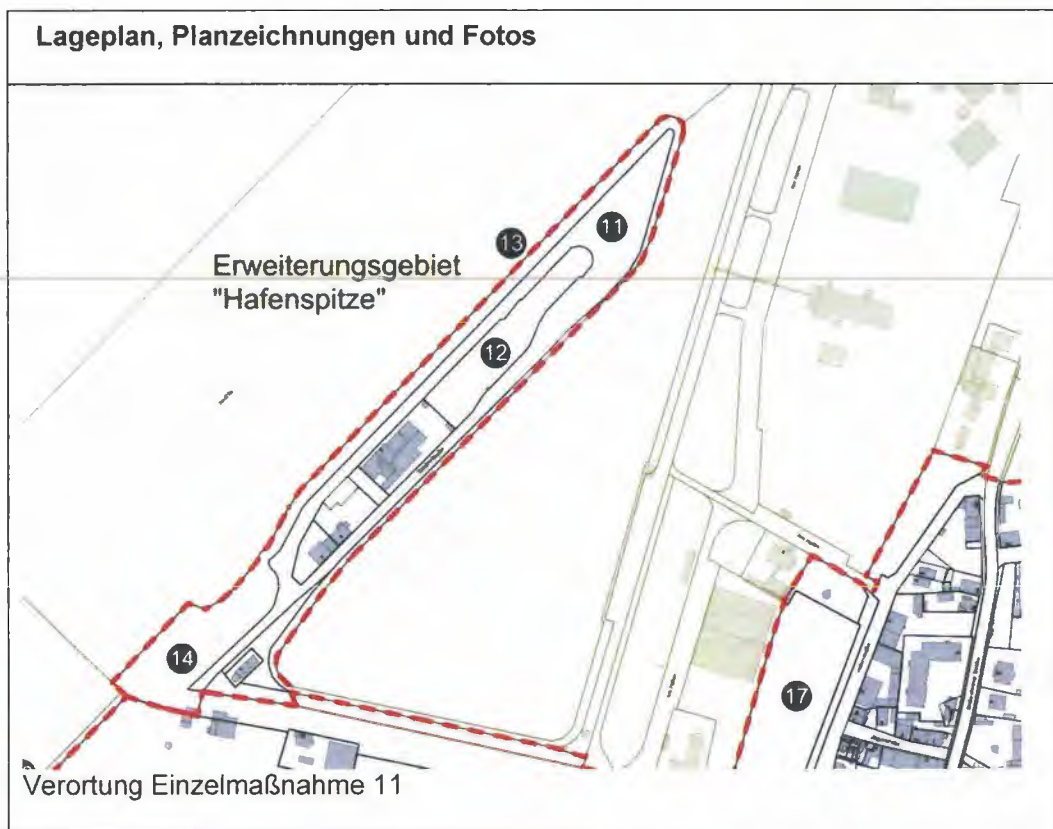 Lageplan, Planzeichnungen und Fotos
11
13
Erweiterungsgebiet
"Hafenspitze"
12
14
17
Verortung Einzelmaßnahme 11